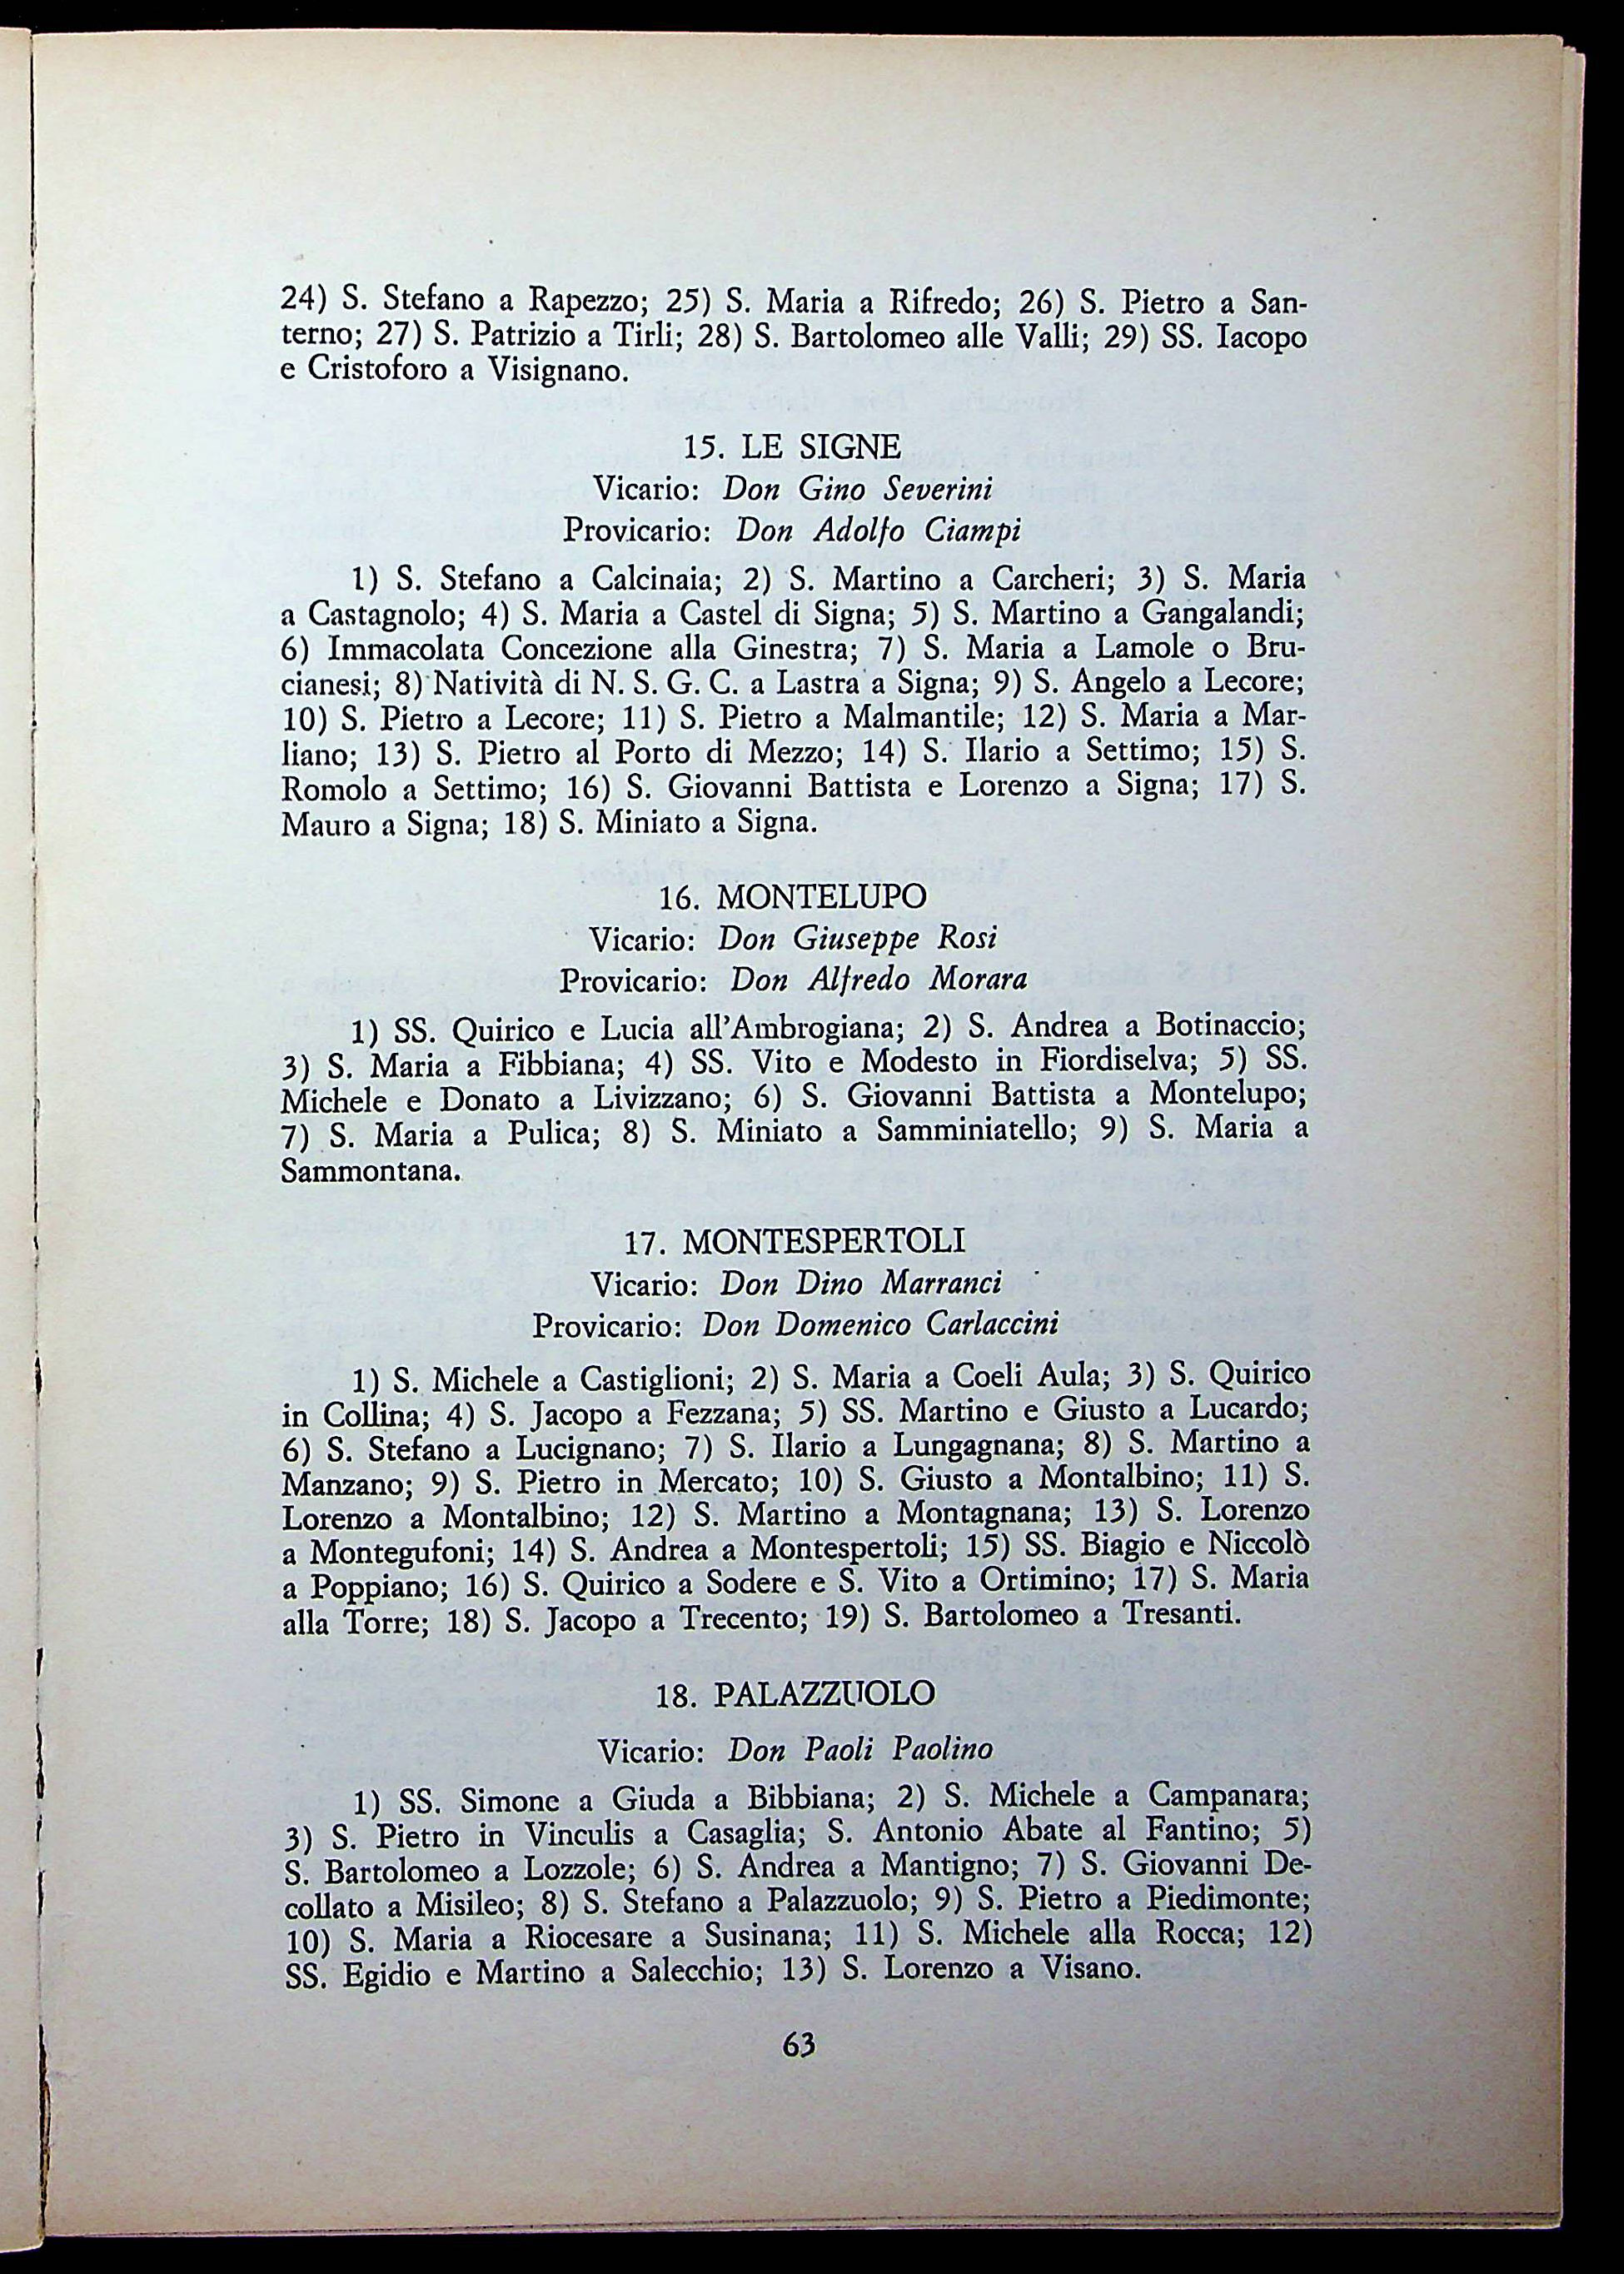 24) S. Stefano a Rapezzo; 25) S. Maria a Rifredo; 26) S. Pietro a San-
terno; 27) S. Patrizio a Tirli; 28) S. Bartolomeo alle Valli; 29) SS. Iacopo
e Cristoforo a Visignano.
15. LE SIGNE
Vicario: Don Gino Severini
Provicario: Don Adolfo Ciampi
1) S. Stefano a Calcinaia; 2) S. Martino a Carcheri; 3) S. Maria
a Castagnolo; 4) S. Maria a Castel di Signa; 5) S. Martino a Gangalandi;
6) Immacolata Concezione alla Ginestra; 7) S. Maria a Lamole o Bru-
cianesi; 8) Natività di N. S. G. C. a Lastra a Signa; 9) S. Angelo a Lecore;
10) S. Pietro a Lecore; 11) S. Pietro a Malmantile; 12) S. Maria a Mar-
liano; 13) S. Pietro al Porto di Mezzo; 14) S. Ilario a Settimo; 15) S.
Romolo a Settimo; 16) S. Giovanni Battista e Lorenzo a Signa; 17) S.
Mauro a Signa; 18) S. Miniato a Signa.
16. MONTELUPO
Vicario: Don Giuseppe Rosi
Provicario: Don Alfredo Morara
1) SS. Quirico e Lucia all'Ambrogiana; 2) S. Andrea a Botinaccio;
3) S. Maria a Fibbiana; 4) SS. Vito e Modesto in Fiordiselva; 5) SS.
Michele e Donato a Livizzano; 6) S. Giovanni Battista a Montelupo;
7) S. Maria a Pulica; 8) S. Miniato a Samminiatello; 9) S. Maria a
Sammontana.
17. MONTESPERTOLI
Vicario: Don Dino Marranci
Provicario: Don Domenico Carlaccini
1) S. Michele a Castiglioni; 2) S. Maria a Coeli Aula; 3) S. Quirico
in Collina; 4) S. Jacopo a Fezzana; 5) SS. Martino e Giusto a Lucardo;
6) S. Stefano a Lucignano; 7) S. Ilario a Lungagnana; 8) S. Martino a
Manzano; 9) S. Pietro in Mercato; 10) S. Giusto a Montalbino; 11) S.
Lorenzo a Montalbino; 12) S. Martino a Montagnana; 13) S. Lorenzo
a Montegufoni; 14) S. Andrea a Montespertoli; 15) SS. Biagio e Niccolò
a Poppiano; 16) S. Quirico a Sodere e S. Vito a Ortimino; 17) S. Maria
alla Torre; 18) S. Jacopo a Trecento; 19) S. Bartolomeo a Tresanti.
18. PALAZZUOLO
Vicario: Don Paoli Paolino
1) SS. Simone a Giuda a Bibbiana; 2) S. Michele a Campanara;
3) S. Pietro in Vinculis a Casaglia; S. Antonio Abate al Fantino; 5)
S. Bartolomeo a Lozzole; 6) S. Andrea a Mantigno; 7) S. Giovanni De-
collato a Misileo; 8) S. Stefano a Palazzuolo; 9) S. Pietro a Piedimonte;
10) S. Maria a Riocesare a Susinana; 11) S. Michele alla Rocca; 12)
SS. Egidio e Martino a Salecchio; 13) S. Lorenzo a Visano.
63